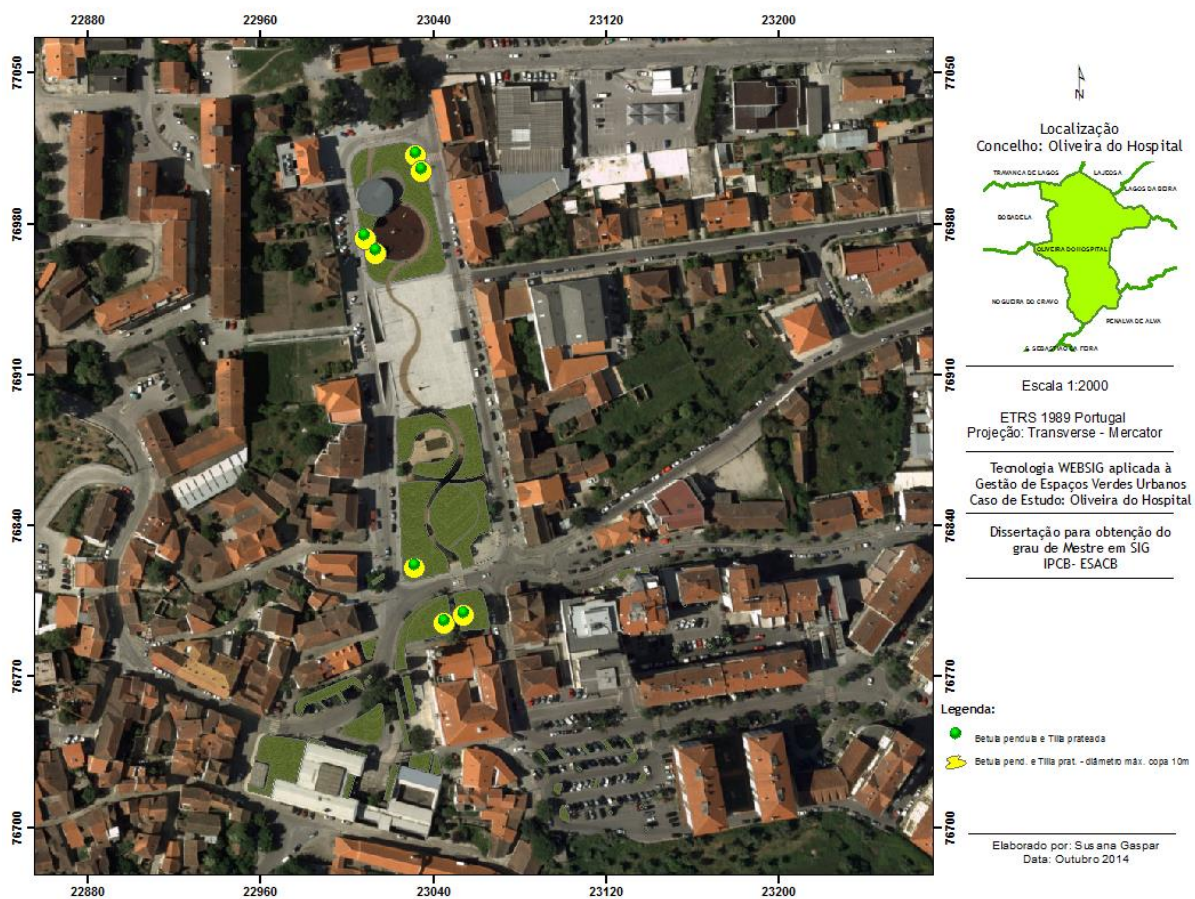 22880 22960 23040 23120 23200
77050
76980
76910
76840
76770
76700
77050
76980
76910
76840
76770
76700
22880 22960 23040 23120 23200
N
Localização
Concelho: Oliveira do Hospital
TRAVANCA DE LAGOS
LAJEOSA
LAGOS DA BEIRA
BOBADELA
OLIVEIRA DO HOSPITAL
NOGUEIRA DO CRAVO
PENALVA DE ALVA
S. SEBASTIAO DA FEIRA
Escala 1:2000
ETRS 1989 Portugal
Projeção: Transverse - Mercator
Tecnologia WEBSIG aplicada à
Gestão de Espaços Verdes Urbanos
Caso de Estudo: Oliveira do Hospital
Dissertação para obtenção do
grau de Mestre em SIG
IPCB- ESACB
Legenda:
Betula pendula e Tilia prateada
Betula pend. e Tilia prat. - diâmetro máx. copa 10m
Elaborado por: Susana Gaspar
Data: Outubro 2014